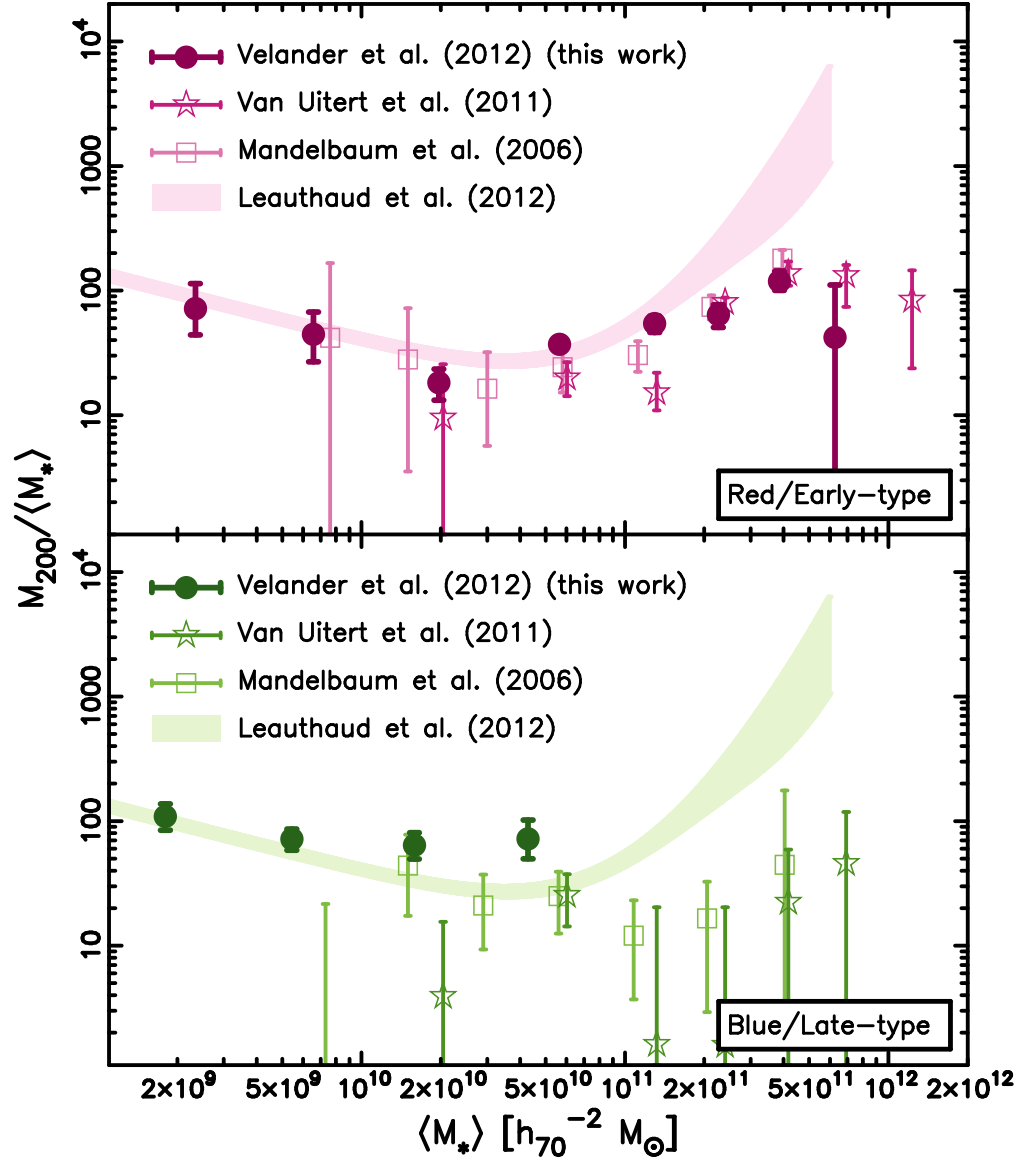 10⁴
1000
100
10
Velander et al. (2012) (this work)
Van Uitert et al. (2011)
Mandelbaum et al. (2006)
Leauthaud et al. (2012)
Red/Early-type
M₂₀₀/⟨M*⟩
10⁴
1000
100
10
Velander et al. (2012) (this work)
Van Uitert et al. (2011)
Mandelbaum et al. (2006)
Leauthaud et al. (2012)
Blue/Late-type
2×10⁹ 5×10⁹ 10¹⁰ 2×10¹⁰ 5×10¹⁰ 10¹¹ 2×10¹¹ 5×10¹¹ 10¹² 2×10¹²
⟨M*⟩ [h₇₀⁻² M☉]